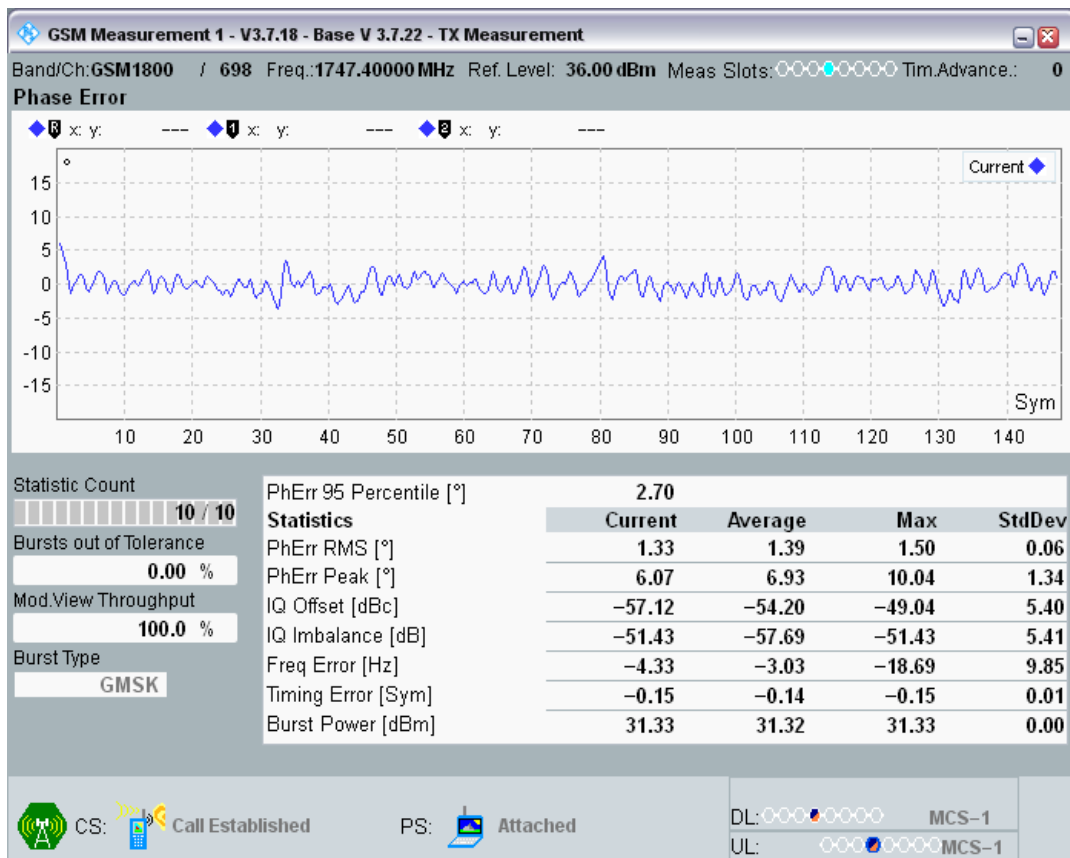 GSM Measurement 1 - V3.7.18 - Base V 3.7.22 - TX Measurement
Band/Ch:GSM1800 / 698 Freq.:1747.40000 MHz Ref. Level: 36.00 dBm Meas Slots: Tim.Advance.: 0
Phase Error
R x: y: --- 1 x: y: --- 2 x: y: ---
°
Current
15
10
5
0
-5
-10
-15
Sym
10 20 30 40 50 60 70 80 90 100 110 120 130 140
Statistic Count
10 / 10
Bursts out of Tolerance
0.00 %
Mod.View Throughput
100.0 %
Burst Type
GMSK
PhErr 95 Percentile [°] 2.70
Statistics Current Average Max StdDev
PhErr RMS [°] 1.33 1.39 1.50 0.06
PhErr Peak [°] 6.07 6.93 10.04 1.34
IQ Offset [dBc] −57.12 −54.20 −49.04 5.40
IQ Imbalance [dB] −51.43 −57.69 −51.43 5.41
Freq Error [Hz] −4.33 −3.03 −18.69 9.85
Timing Error [Sym] −0.15 −0.14 −0.15 0.01
Burst Power [dBm] 31.33 31.32 31.33 0.00
CS: Call Established PS: Attached
DL: MCS−1
UL: MCS−1